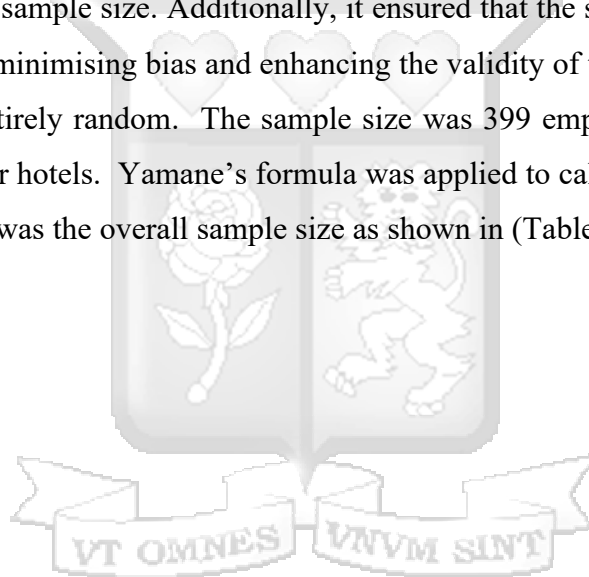 sample size. Additionally, it ensured that the s
minimising bias and enhancing the validity of
tirely random. The sample size was 399 emp
r hotels. Yamane’s formula was applied to cal
was the overall sample size as shown in (Table
VT OMNES VNVM SINT